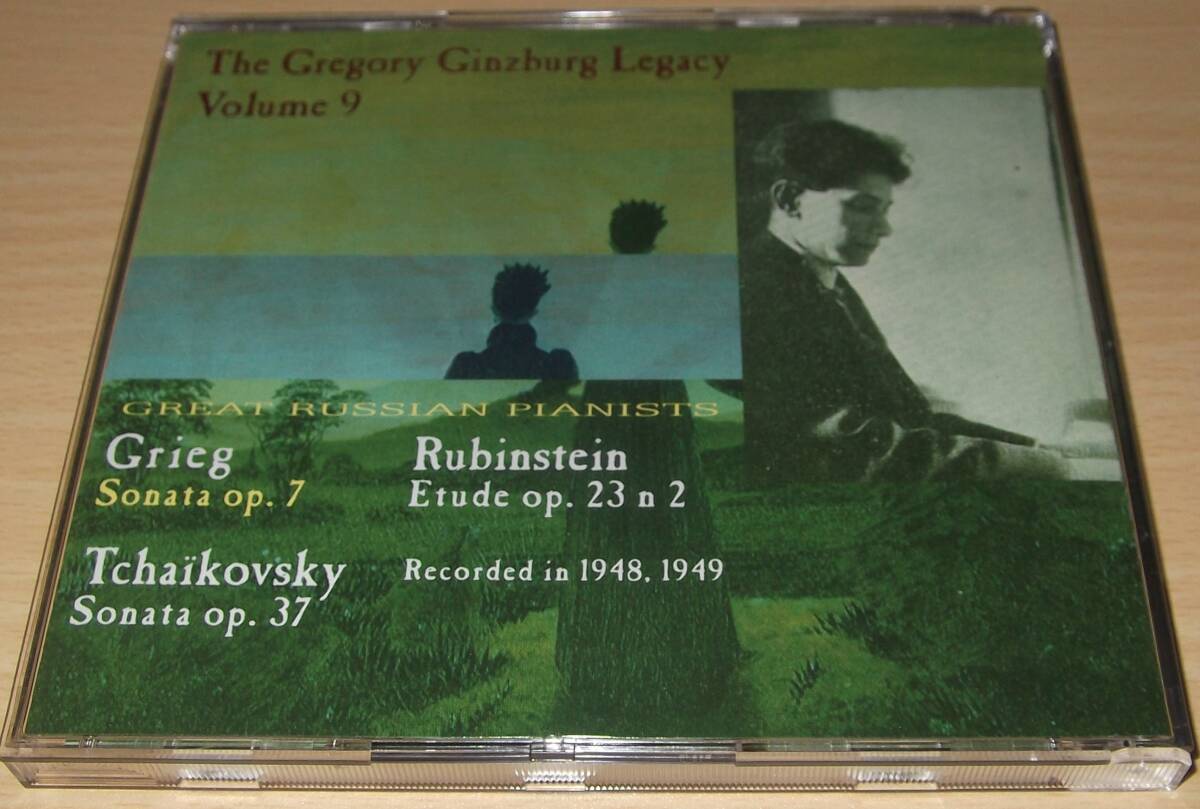 The Gregory Ginzburg Legacy
Volume 9
GREAT RUSSIAN PIANISTS
Grieg
Sonata op. 7
Rubinstein
Etude op. 23 n 2
Tchaïkovsky
Sonata op. 37
Recorded in 1948, 1949